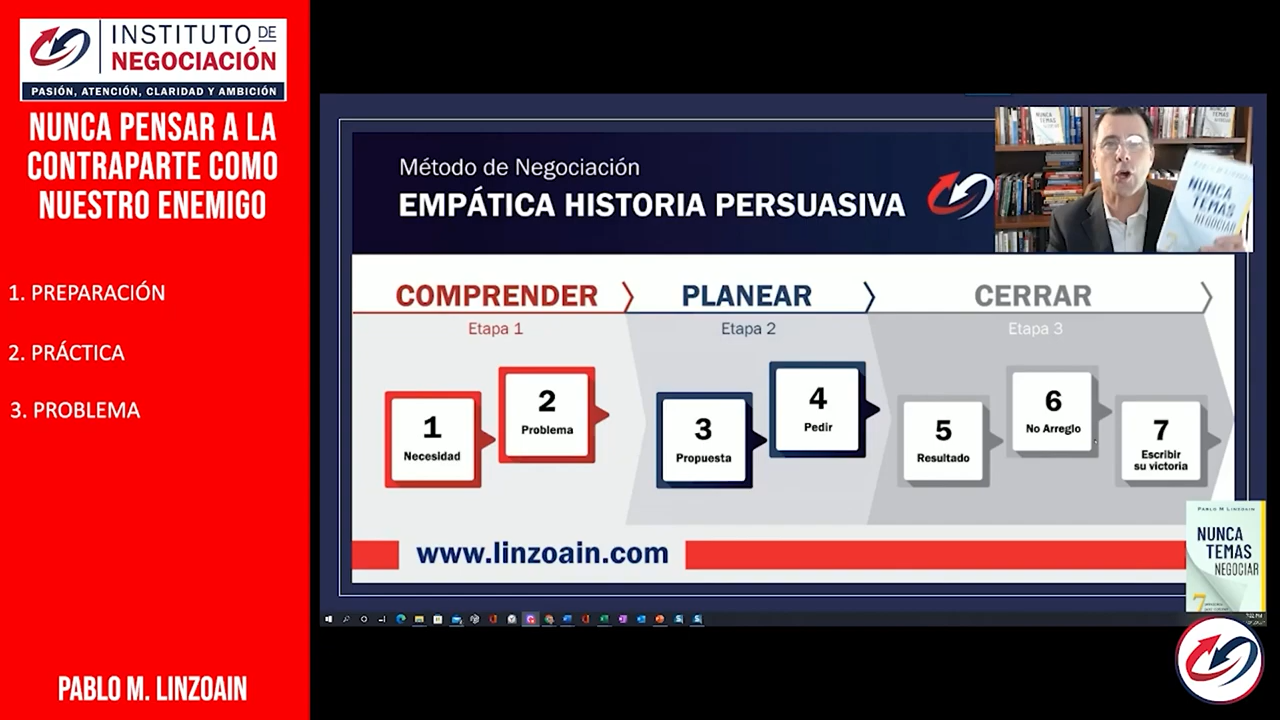 INSTITUTO DE
NEGOCIACIÓN
PASIÓN, ATENCIÓN, CLARIDAD Y AMBICIÓN
NUNCA PENSAR A LA
CONTRAPARTE COMO
NUESTRO ENEMIGO
1. PREPARACIÓN
2. PRÁCTICA
3. PROBLEMA
PABLO M. LINZOAIN
Método de Negociación
EMPÁTICA HISTORIA PERSUASIVA
NUNCA
TEMAS
NEGOCIAR
COMPRENDER
PLANEAR
CERRAR
Etapa 1
Etapa 2
Etapa 3
1
Necesidad
2
Problema
3
Propuesta
4
Pedir
5
Resultado
6
No Arreglo
7
Escribir
su victoria
www.linzoain.com
PABLO M LINZOAIN
NUNCA
TEMAS
NEGOCIAR
7